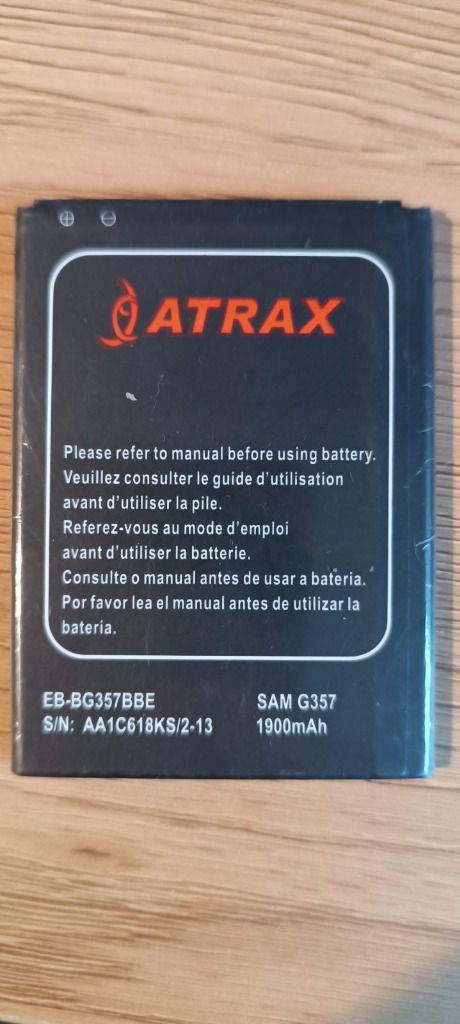 ⊕ ⊖
ATRAX
Please refer to manual before using battery.
Veuillez consulter le guide d'utilisation
avant d'utiliser la pile.
Referez-vous au mode d'emploi
avant d'utiliser la batterie.
Consulte o manual antes de usar a bateria.
Por favor lea el manual antes de utilizar la
bateria.
EB-BG357BBE SAM G357
S/N: AA1C618KS/2-13 1900mAh